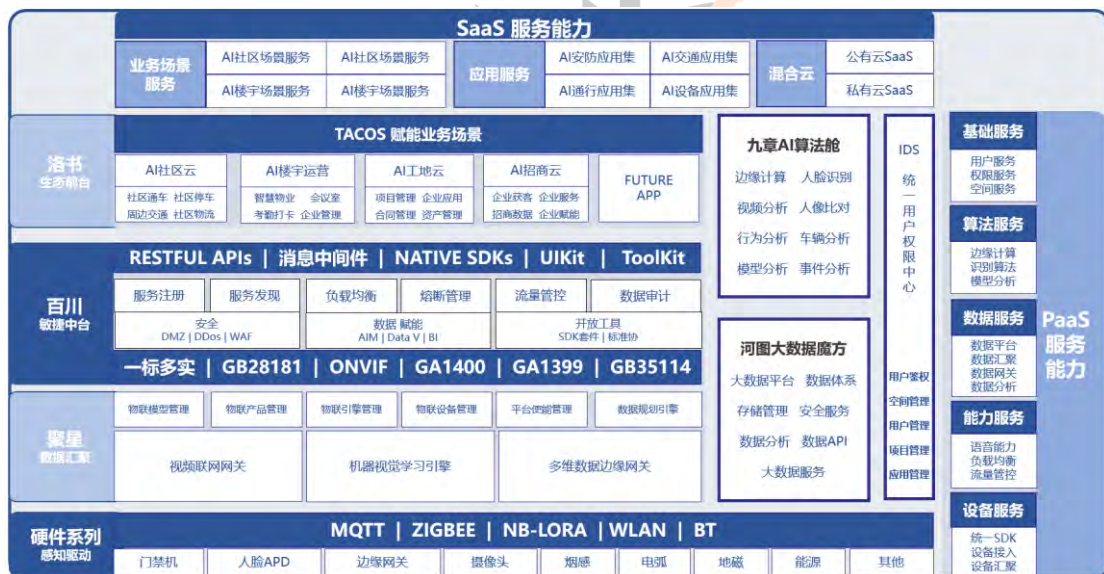 SaaS 服务能力
业务场景
服务
AI社区场景服务
AI社区场景服务
AI楼宇场景服务
AI楼宇场景服务
应用服务
AI安防应用集
AI交通应用集
AI通行应用集
AI设备应用集
混合云
公有云SaaS
私有云SaaS
洛书
生态前台
TACOS 赋能业务场景
AI社区云
社区通车 社区停车
周边交通 社区物流
AI楼宇运营
智慧物业 会议室
考勤打卡 企业管理
AI工地云
项目管理 企业应用
合同管理 资产管理
AI招商云
企业获客 企业服务
招商数据 企业赋能
FUTURE
APP
百川
敏捷中台
RESTFUL APIs | 消息中间件 | NATIVE SDKs | UIKit | ToolKit
服务注册
服务发现
负载均衡
熔断管理
流量管控
数据审计
安全
DMZ | DDos | WAF
数据 赋能
AIM | Data V | BI
开放工具
SDK套件 | 标准协
一标多实 | GB28181 | ONVIF | GA1400 | GA1399 | GB35114
聚星
数据汇聚
物联模型管理
物联产品管理
物联引擎管理
物联设备管理
平台使能管理
数据规划引擎
视频联网网关
机器视觉学习引擎
多维数据边缘网关
硬件系列
感知驱动
MQTT | ZIGBEE | NB-LORA | WLAN | BT
门禁机
人脸APD
边缘网关
摄像头
烟感
电弧
地磁
能源
其他
九章AI算法舱
边缘计算 人脸识别
视频分析 人像比对
行为分析 车辆分析
模型分析 事件分析
河图大数据魔方
大数据平台 数据体系
存储管理 安全服务
数据分析 数据API
大数据服务
IDS
统一用户权限中心
用户鉴权
空间管理
用户管理
项目管理
应用管理
基础服务
用户服务
权限服务
空间服务
算法服务
边缘计算
识别算法
模型分析
数据服务
数据平台
数据汇聚
数据网关
数据分析
能力服务
语音能力
负载均衡
流量管控
设备服务
统一SDK
设备接入
设备汇聚
PaaS
服务
能力